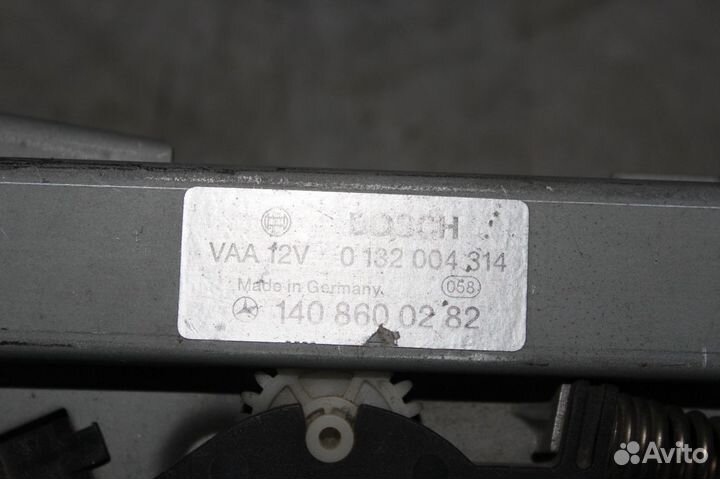 BOSCH
VAA 12V 0 132 004 314
Made in Germany. 058
140 860 02 82
Avito